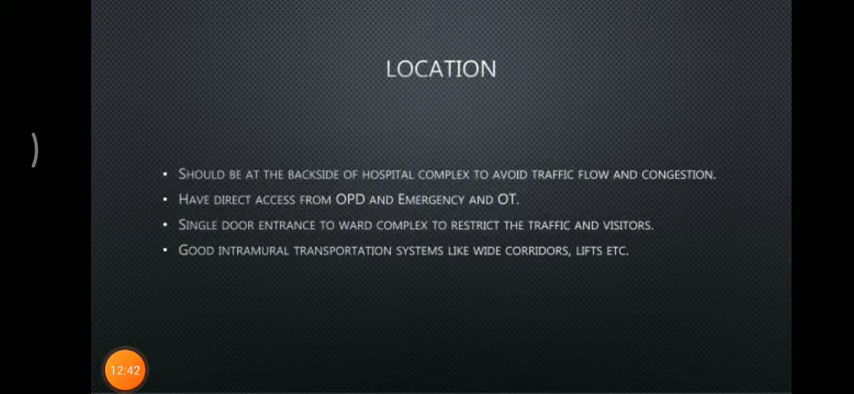 LOCATION
• SHOULD BE AT THE BACKSIDE OF HOSPITAL COMPLEX TO AVOID TRAFFIC FLOW AND CONGESTION.
• HAVE DIRECT ACCESS FROM OPD AND EMERGENCY AND OT.
• SINGLE DOOR ENTRANCE TO WARD COMPLEX TO RESTRICT THE TRAFFIC AND VISITORS.
• GOOD INTRAMURAL TRANSPORTATION SYSTEMS LIKE WIDE CORRIDORS, LIFTS ETC.
12:42